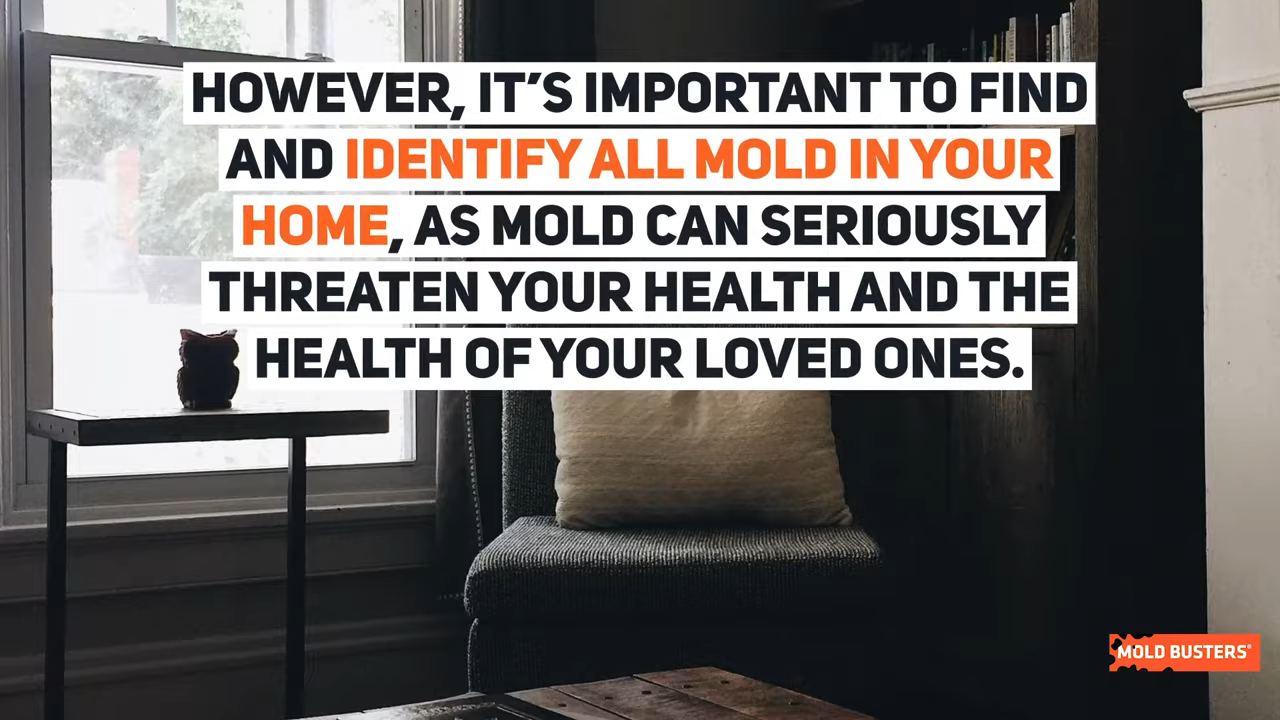 HOWEVER, IT’S IMPORTANT TO FIND
AND IDENTIFY ALL MOLD IN YOUR
HOME, AS MOLD CAN SERIOUSLY
THREATEN YOUR HEALTH AND THE
HEALTH OF YOUR LOVED ONES.
MOLD BUSTERS®